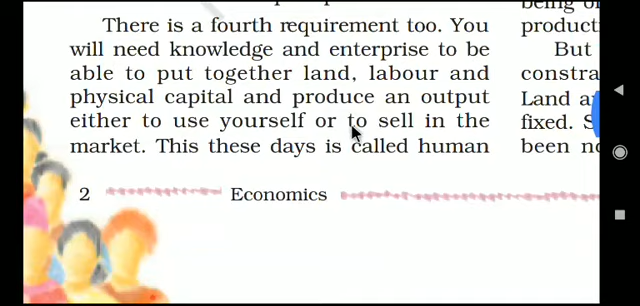 There is a fourth requirement too. You
will need knowledge and enterprise to be
able to put together land, labour and
physical capital and produce an output
either to use yourself or to sell in the
market. This these days is called human
2 Economics
being
product
But
constra
Land a
fixed. S
been no